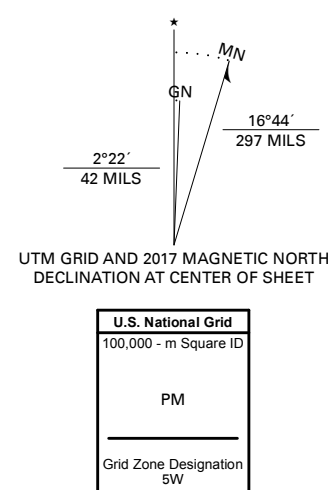 ★
MN
GN
16°44´
297 MILS
2°22´
42 MILS
UTM GRID AND 2017 MAGNETIC NORTH
DECLINATION AT CENTER OF SHEET
U.S. National Grid
100,000 - m Square ID
PM
Grid Zone Designation
5W